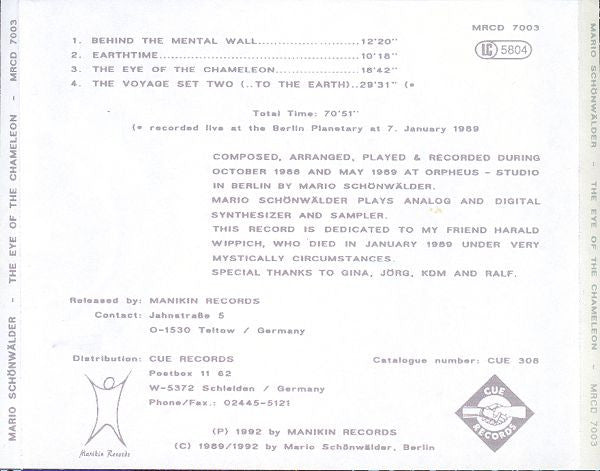 MRCD 7003
LC 5804
1. BEHIND THE MENTAL WALL........................12'20"
2. EARTHTIME..................................................10'18"
3. THE EYE OF THE CHAMELEON...................18'42"
4. THE VOYAGE SET TWO (..TO THE EARTH)..29'31" (*
Total Time: 70'51"
(* recorded live at the Berlin Planetary at 7. January 1989
COMPOSED, ARRANGED, PLAYED & RECORDED DURING
OCTOBER 1988 AND MAY 1989 AT ORPHEUS - STUDIO
IN BERLIN BY MARIO SCHÖNWÄLDER.
MARIO SCHÖNWÄLDER PLAYS ANALOG AND DIGITAL
SYNTHESIZER AND SAMPLER.
THIS RECORD IS DEDICATED TO MY FRIEND HARALD
WIPPICH, WHO DIED IN JANUARY 1989 UNDER VERY
MYSTICALLY CIRCUMSTANCES.
SPECIAL THANKS TO GINA, JÖRG, KDM AND RALF.
Released by: MANIKIN RECORDS
Contact: Jahnstraße 5
O-1530 Teltow / Germany
Distribution: CUE RECORDS
Postbox 11 62
W-5372 Schleiden / Germany
Phone/Fax.: 02445-5121
Catalogue number: CUE 308
CUE
RECORDS
Manikin Records
(P) 1992 by MANIKIN RECORDS
(C) 1989/1992 by Mario Schönwälder, Berlin
MARIO SCHÖNWÄLDER - THE EYE OF THE CHAMELEON - MRCD 7003
MARIO SCHÖNWÄLDER - THE EYE OF THE CHAMELEON - MRCD 7003